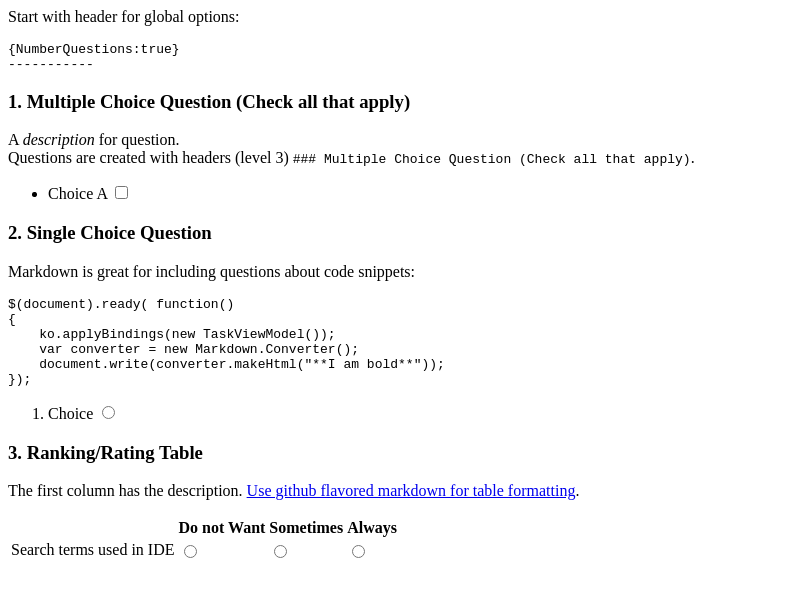 Start with header for global options:
{NumberQuestions:true}
-----------
1. Multiple Choice Question (Check all that apply)
A description for question.
Questions are created with headers (level 3) ### Multiple Choice Question (Check all that apply).
Choice A
2. Single Choice Question
Markdown is great for including questions about code snippets:
$(document).ready( function()
{
    ko.applyBindings(new TaskViewModel());
    var converter = new Markdown.Converter();
    document.write(converter.makeHtml("**I am bold**"));
});
1. Choice
3. Ranking/Rating Table
The first column has the description. Use github flavored markdown for table formatting.
Do not Want Sometimes Always
Search terms used in IDE